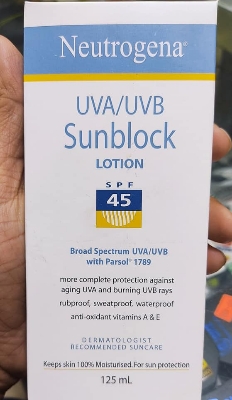 Neutrogena®
UVA/UVB
Sunblock
LOTION
SPF
45
Broad Spectrum UVA/UVB
with Parsol® 1789
more complete protection against
aging UVA and burning UVB rays
rubproof, sweatproof, waterproof
anti-oxidant vitamins A & E
DERMATOLOGIST
RECOMMENDED SUNCARE
Keeps skin 100% Moisturised. For sun protection
125 mL